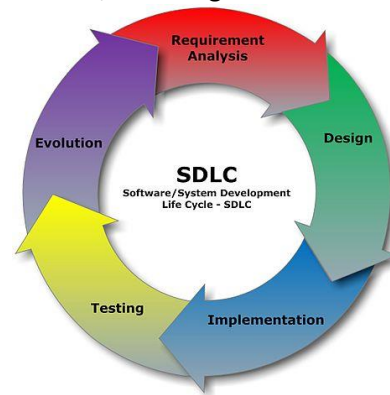 Requirement
Analysis
Design
Implementation
Testing
Evolution
SDLC
Software/System Development
Life Cycle - SDLC